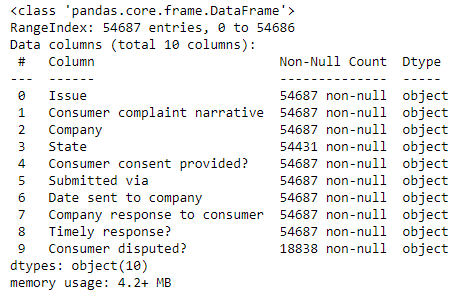 <class 'pandas.core.frame.DataFrame'>
RangeIndex: 54687 entries, 0 to 54686
Data columns (total 10 columns):
 #   Column                        Non-Null Count  Dtype
---  ------                        --------------  -----
 0   Issue                         54687 non-null  object
 1   Consumer complaint narrative  54687 non-null  object
 2   Company                       54687 non-null  object
 3   State                         54431 non-null  object
 4   Consumer consent provided?    54687 non-null  object
 5   Submitted via                 54687 non-null  object
 6   Date sent to company          54687 non-null  object
 7   Company response to consumer  54687 non-null  object
 8   Timely response?              54687 non-null  object
 9   Consumer disputed?            18838 non-null  object
dtypes: object(10)
memory usage: 4.2+ MB